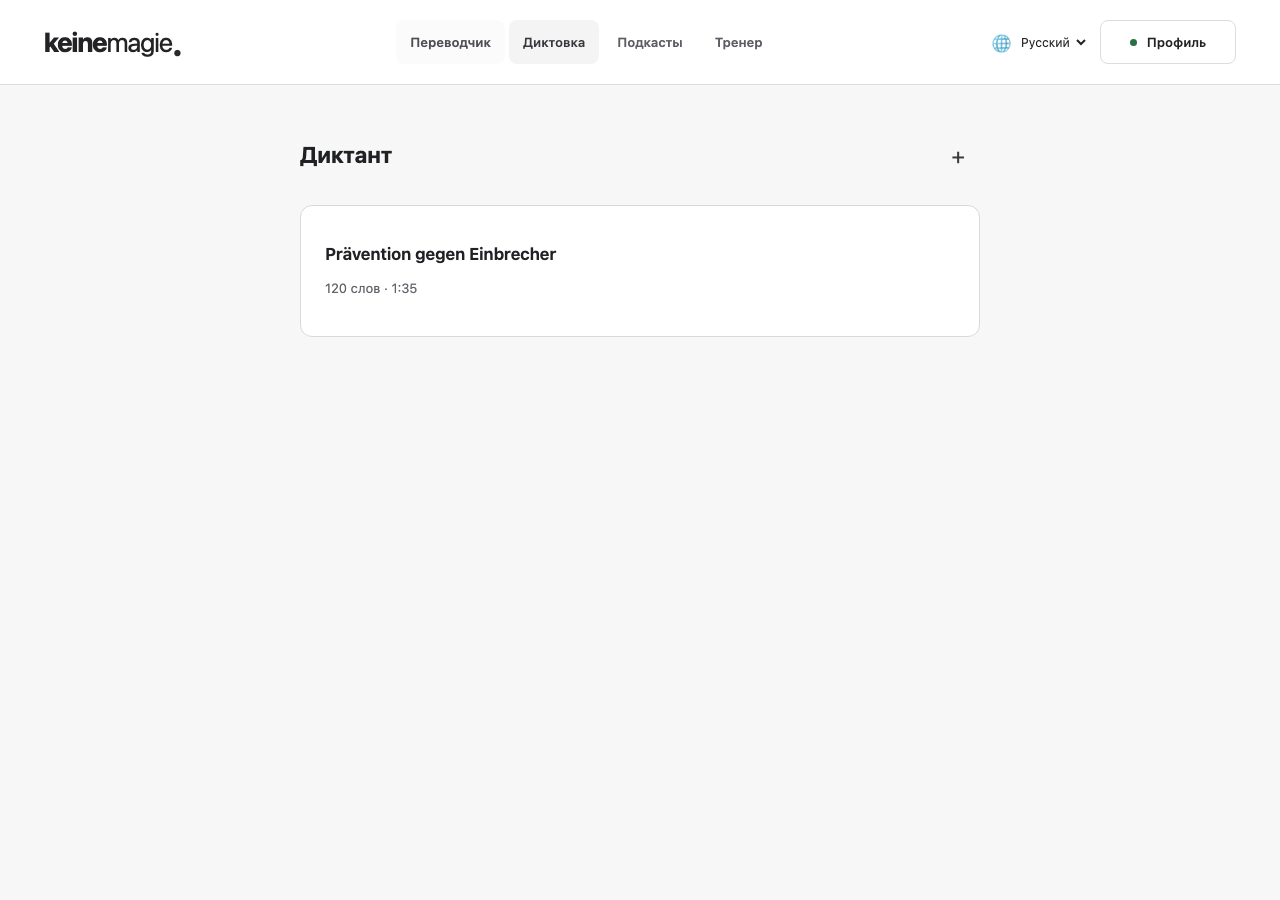 keinemagie.
Переводчик
Диктовка
Подкасты
Тренер
Русский
Профиль
Диктант
+
Prävention gegen Einbrecher
120 слов · 1:35